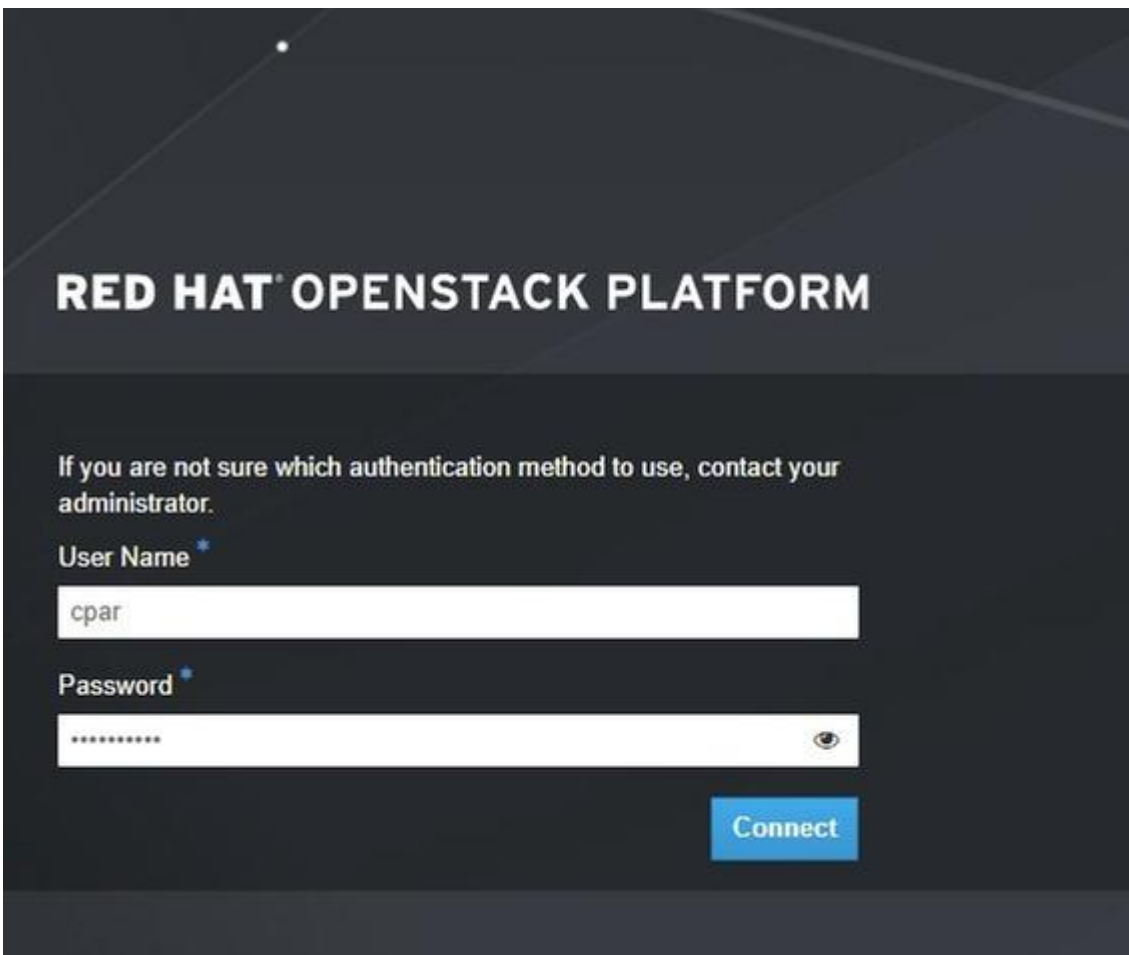 RED HAT® OPENSTACK PLATFORM
If you are not sure which authentication method to use, contact your
administrator.
User Name *
cpar
Password *
••••••••••
Connect